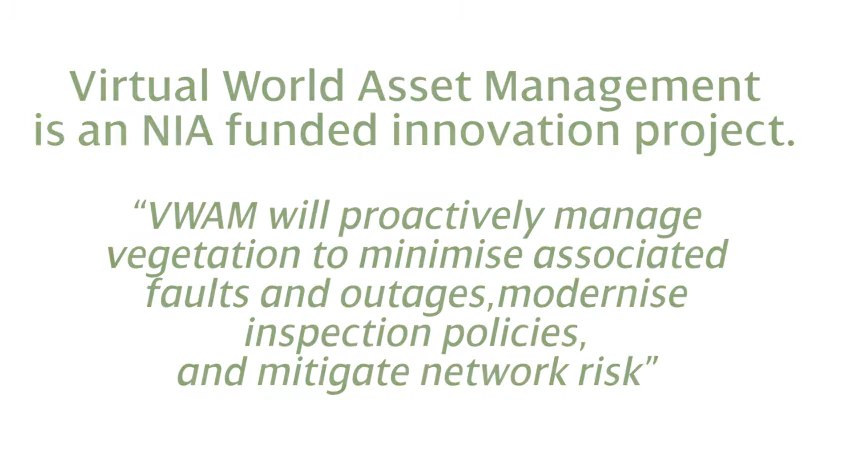 Virtual World Asset Management
is an NIA funded innovation project.
“VWAM will proactively manage
vegetation to minimise associated
faults and outages,modernise
inspection policies,
and mitigate network risk”